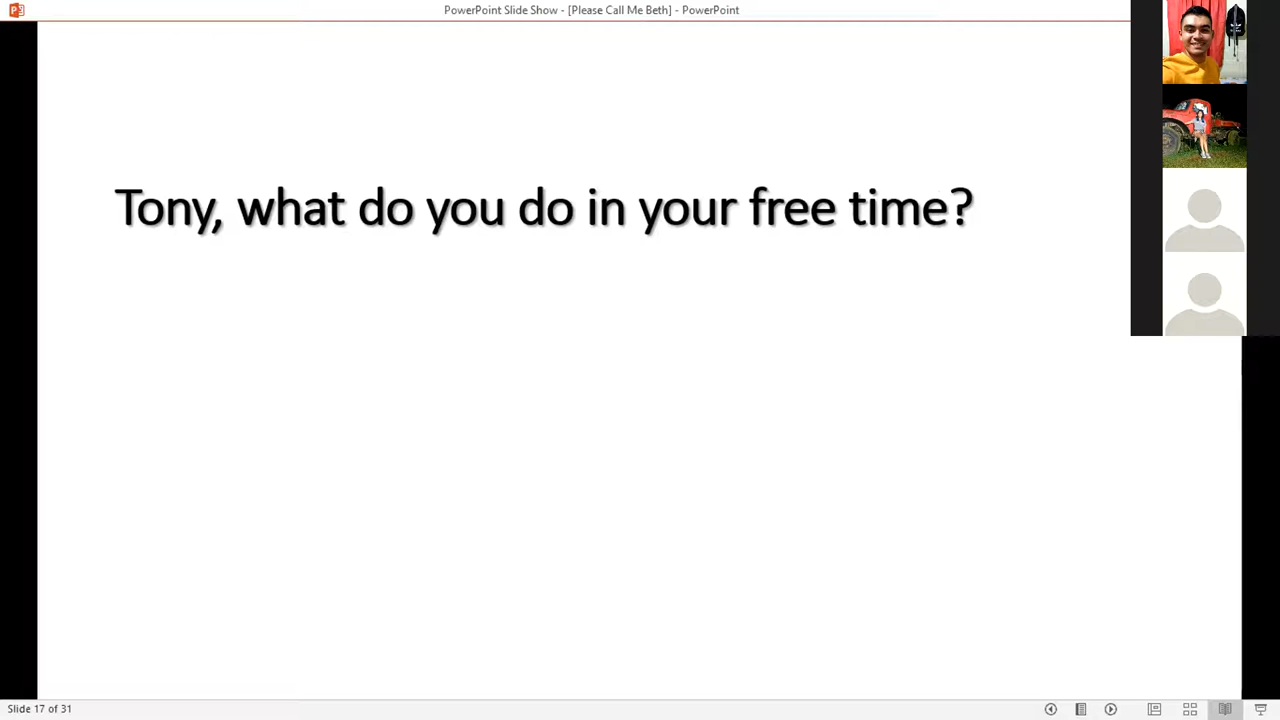 PowerPoint Slide Show - [Please Call Me Beth] - PowerPoint
Tony, what do you do in your free time?
Slide 17 of 31